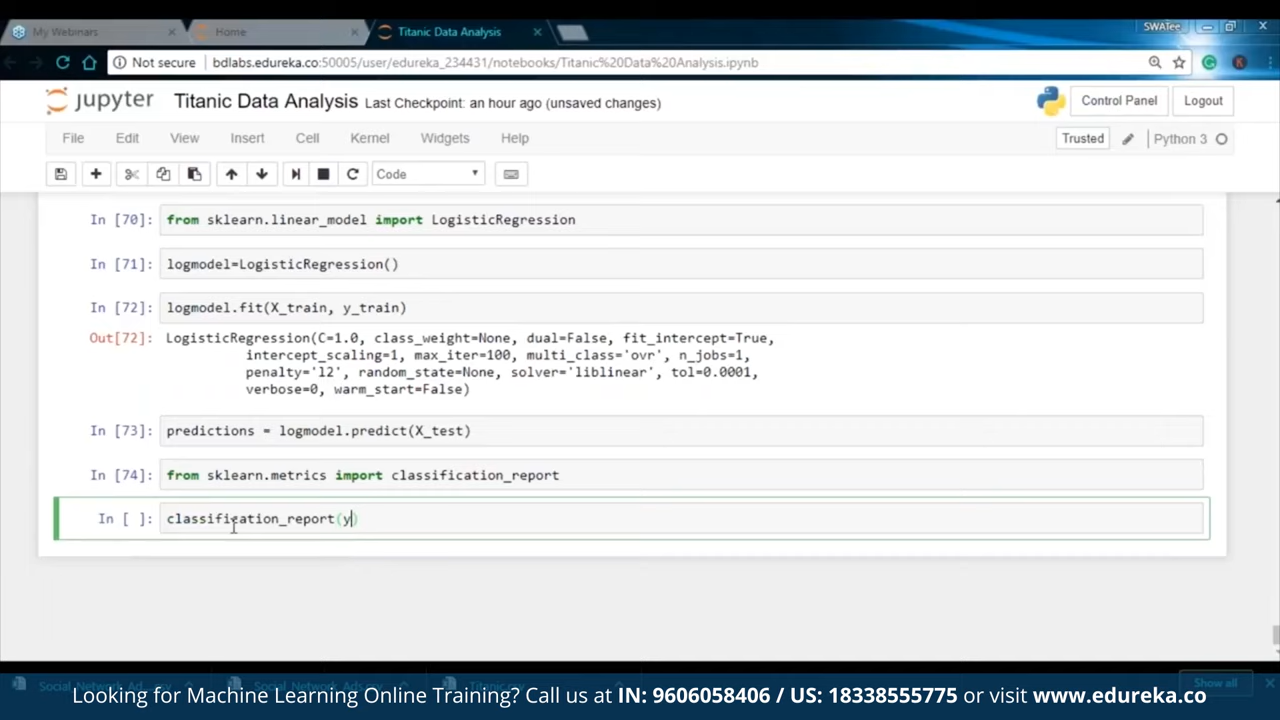 My Webinars
Home
Titanic Data Analysis
SWATee
Not secure
bdlabs.edureka.co:50005/user/edureka_234431/notebooks/Titanic%20Data%20Analysis.ipynb
jupyter
Titanic Data Analysis Last Checkpoint: an hour ago (unsaved changes)
Control Panel
Logout
File Edit View Insert Cell Kernel Widgets Help
Trusted
Python 3
Code
In [70]: from sklearn.linear_model import LogisticRegression
In [71]: logmodel=LogisticRegression()
In [72]: logmodel.fit(X_train, y_train)
Out[72]: LogisticRegression(C=1.0, class_weight=None, dual=False, fit_intercept=True,
intercept_scaling=1, max_iter=100, multi_class='ovr', n_jobs=1,
penalty='l2', random_state=None, solver='liblinear', tol=0.0001,
verbose=0, warm_start=False)
In [73]: predictions = logmodel.predict(X_test)
In [74]: from sklearn.metrics import classification_report
In [ ]: classification_report(y)
Show all
Looking for Machine Learning Online Training? Call us at IN: 9606058406 / US: 18338555775 or visit www.edureka.co